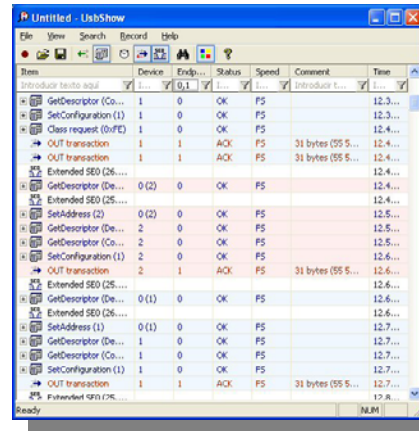 Untitled - UsbShow
File View Search Record Help
Item Device Endp... Status Speed Comment Time
Introducir texto aquí I... 0,1 I... I... Introducir t... I...
GetDescriptor (Co... 1 0 OK FS 12.3...
SetConfiguration (1) 1 0 OK FS 12.3...
Class request (0xFE) 1 0 OK FS 12.4...
OUT transaction 1 1 ACK FS 31 bytes (55 5... 12.4...
OUT transaction 1 1 ACK FS 31 bytes (55 5... 12.4...
Extended SE0 (26.... 12.4...
GetDescriptor (De... 0 (2) 0 OK FS 12.4...
Extended SE0 (25.... 12.4...
SetAddress (2) 0 (2) 0 OK FS 12.5...
GetDescriptor (De... 2 0 OK FS 12.5...
GetDescriptor (Co... 2 0 OK FS 12.5...
SetConfiguration (1) 2 0 OK FS 12.6...
OUT transaction 2 1 ACK FS 31 bytes (55 5... 12.6...
Extended SE0 (25.... 12.6...
GetDescriptor (De... 0 (1) 0 OK FS 12.6...
Extended SE0 (26.... 12.6...
SetAddress (1) 0 (1) 0 OK FS 12.7...
GetDescriptor (De... 1 0 OK FS 12.7...
GetDescriptor (Co... 1 0 OK FS 12.7...
SetConfiguration (1) 1 0 OK FS 12.7...
OUT transaction 1 1 ACK FS 31 bytes (55 5... 12.7...
Extended SE0 (25.... 12.8...
Ready NUM